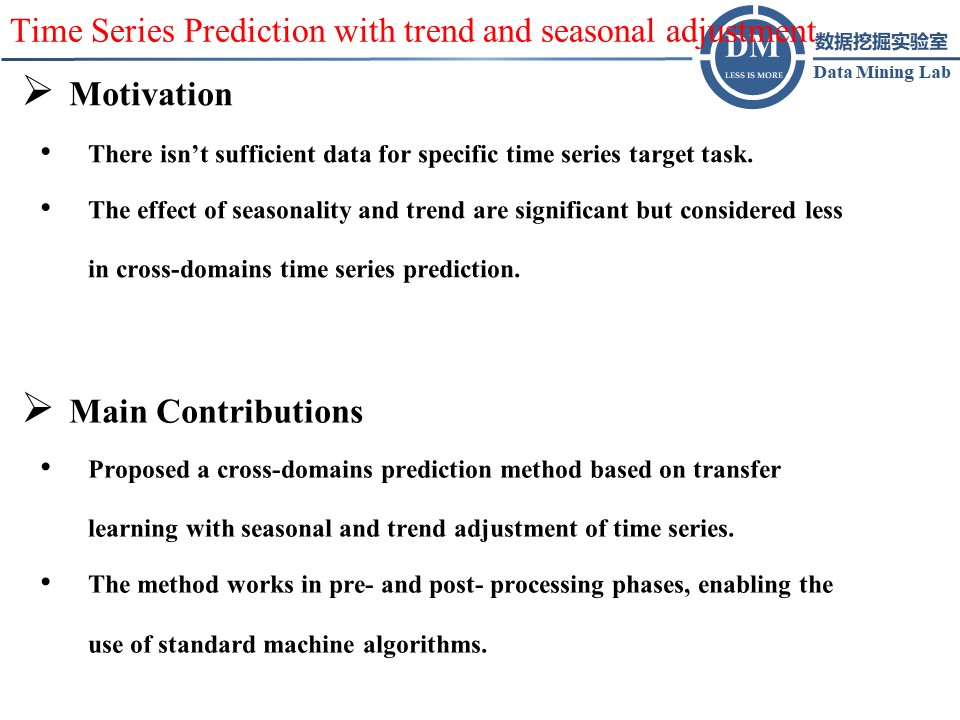 Time Series Prediction with trend and seasonal adjustment
DM
LESS IS MORE
数据挖掘实验室
Data Mining Lab
➢ Motivation
• There isn’t sufficient data for specific time series target task.
• The effect of seasonality and trend are significant but considered less
in cross-domains time series prediction.
➢ Main Contributions
• Proposed a cross-domains prediction method based on transfer
learning with seasonal and trend adjustment of time series.
• The method works in pre- and post- processing phases, enabling the
use of standard machine algorithms.